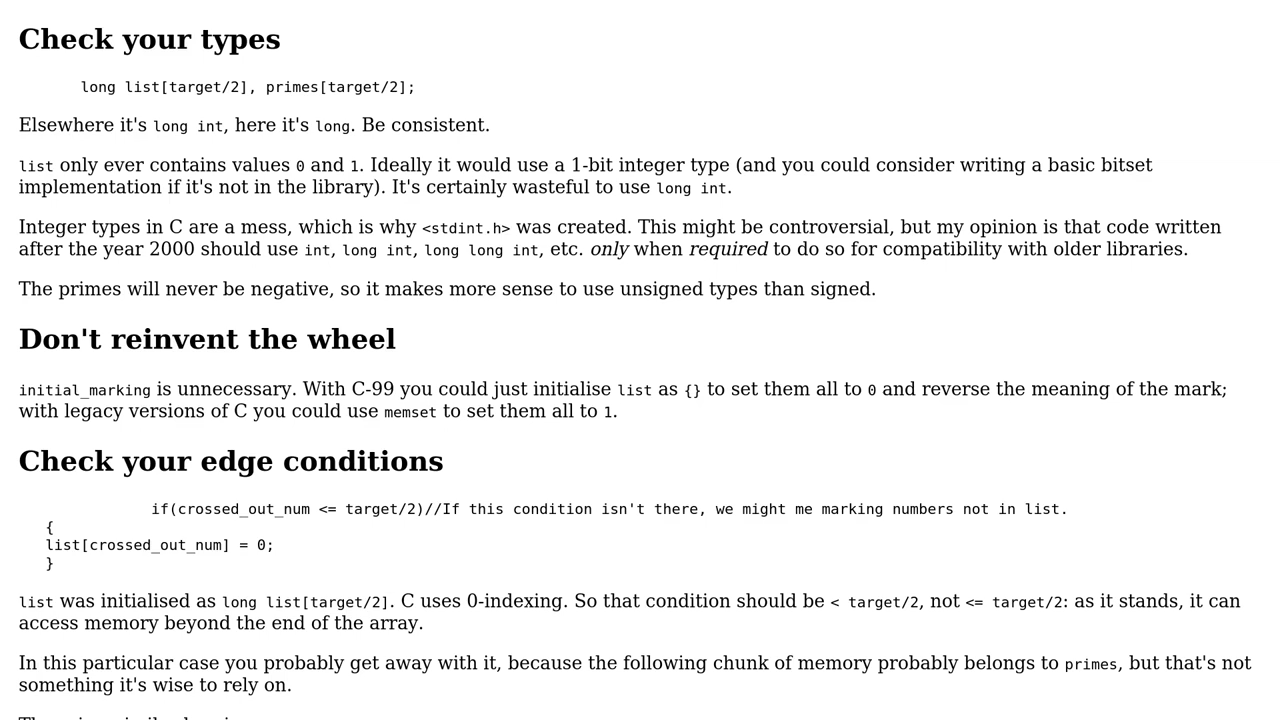 Check your types
long list[target/2], primes[target/2];
Elsewhere it's long int, here it's long. Be consistent.
list only ever contains values 0 and 1. Ideally it would use a 1-bit integer type (and you could consider writing a basic bitset
implementation if it's not in the library). It's certainly wasteful to use long int.
Integer types in C are a mess, which is why <stdint.h> was created. This might be controversial, but my opinion is that code written
after the year 2000 should use int, long int, long long int, etc. only when required to do so for compatibility with older libraries.
The primes will never be negative, so it makes more sense to use unsigned types than signed.
Don't reinvent the wheel
initial_marking is unnecessary. With C-99 you could just initialise list as {} to set them all to 0 and reverse the meaning of the mark;
with legacy versions of C you could use memset to set them all to 1.
Check your edge conditions
if(crossed_out_num <= target/2)//If this condition isn't there, we might me marking numbers not in list.
{
list[crossed_out_num] = 0;
}
list was initialised as long list[target/2]. C uses 0-indexing. So that condition should be < target/2, not <= target/2: as it stands, it can
access memory beyond the end of the array.
In this particular case you probably get away with it, because the following chunk of memory probably belongs to primes, but that's not
something it's wise to rely on.